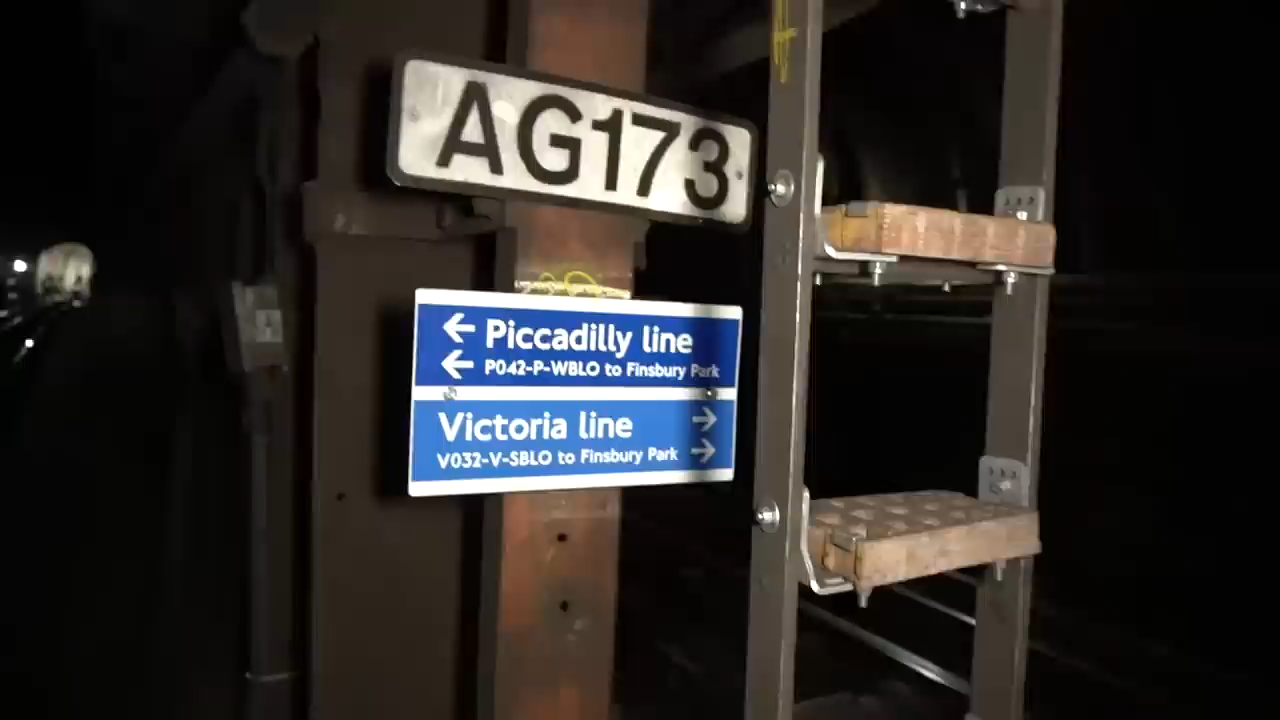 AG173
← Piccadilly line
← P042-P-WBLO to Finsbury Park
Victoria line →
V032-V-SBLO to Finsbury Park →